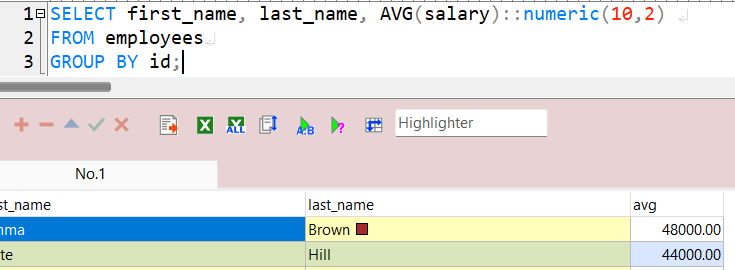 1 SELECT first_name, last_name, AVG(salary)::numeric(10,2)
2 FROM employees
3 GROUP BY id;
X
X ALL
A.B
?
Highlighter
No.1
st_name last_name avg
nma Brown 48000.00
te Hill 44000.00